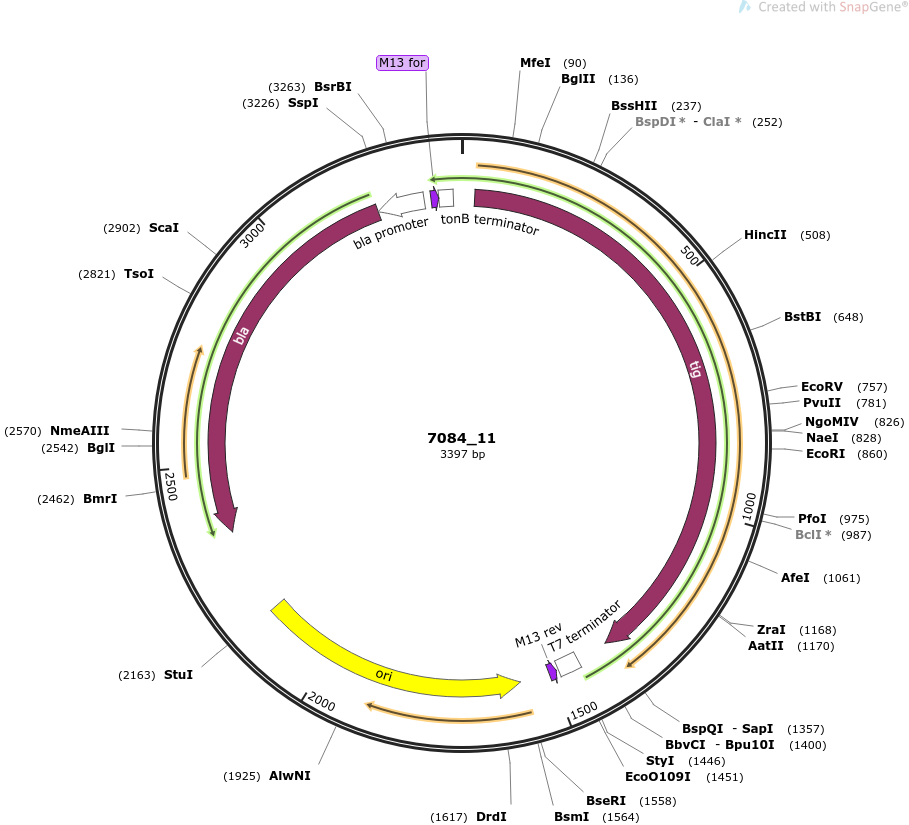 Created with SnapGene®
M13 for
MfeI (90)
BglII (136)
(3263) BsrBI
(3226) SspI
BssHII (237)
BspDI * - ClaI * (252)
bla promoter
tonB terminator
(2902) ScaI
3000
HincII (508)
500
(2821) TsoI
BstBI (648)
bla
tig
EcoRV (757)
PvuII (781)
NgoMIV (826)
(2570) NmeAIII
7084_11
NaeI (828)
(2542) BglI
3397 bp
EcoRI (860)
2500
(2462) BmrI
1000
PfoI (975)
BclI * (987)
AfeI (1061)
M13 rev
T7 terminator
ZraI (1168)
AatII (1170)
(2163) StuI
ori
2000
1500
BspQI - SapI (1357)
BbvCI - Bpu10I (1400)
StyI (1446)
(1925) AlwNI
EcoO109I (1451)
BseRI (1558)
(1617) DrdI
BsmI (1564)